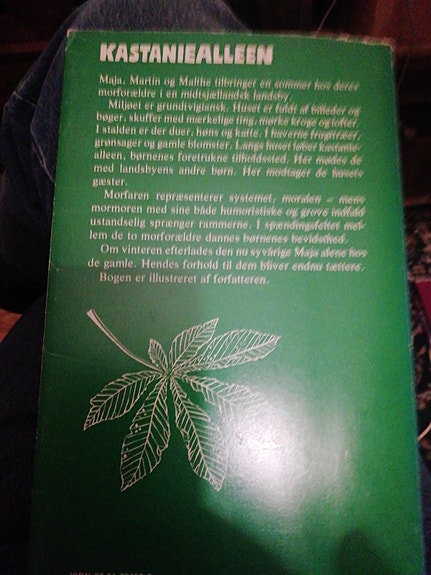 KASTANIEALLEEN
Maja, Martin og Malthe tilbringer en sommer hos deres
morforældre i en midtsjællandsk landsby.
Miljøet er grundtvigiansk. Huset er fuldt af billeder og
bøger, skuffer med mærkelige ting, mørke kroge og lofter.
I stalden er der duer, høns og katte. I haverne frugttræer,
grønsager og gamle blomster. Langs huset løber kastanie-
alleen, børnenes foretrukne tilholdssted. Her mødes de
med landsbyens andre børn. Her modtager de husets
gæster.
Morfaren repræsenterer systemet, moralen – mens
mormoren med sine både humoristiske og grove indfald
ustandselig sprænger rammerne. I spændingsfeltet mel-
lem de to morforældre dannes børnenes bevidsthed.
Om vinteren efterlades den nu syvårige Maja alene hos
de gamle. Hendes forhold til dem bliver endnu tættere.
Bogen er illustreret af forfatteren.